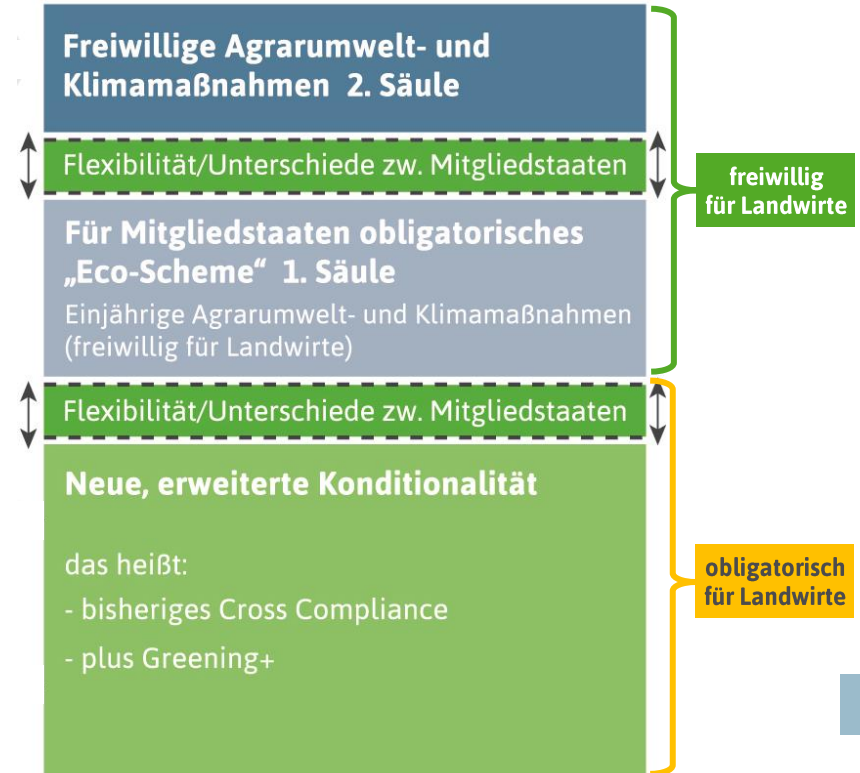 Freiwillige Agrarumwelt- und
Klimamaßnahmen 2. Säule
Flexibilität/Unterschiede zw. Mitgliedstaaten
freiwillig
für Landwirte
Für Mitgliedstaaten obligatorisches
„Eco-Scheme“ 1. Säule
Einjährige Agrarumwelt- und Klimamaßnahmen
(freiwillig für Landwirte)
Flexibilität/Unterschiede zw. Mitgliedstaaten
Neue, erweiterte Konditionalität
das heißt:
- bisheriges Cross Compliance
- plus Greening+
obligatorisch
für Landwirte